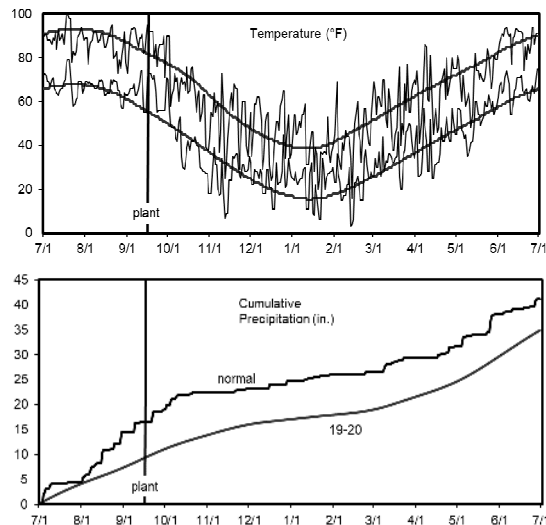 100
Temperature (°F)
80
60
40
20
plant
0
7/1 8/1 9/1 10/1 11/1 12/1 1/1 2/1 3/1 4/1 5/1 6/1 7/1
45
40
Cumulative
Precipitation (in.)
35
30
25
normal
20
15
19-20
10
5
plant
0
7/1 8/1 9/1 10/1 11/1 12/1 1/1 2/1 3/1 4/1 5/1 6/1 7/1